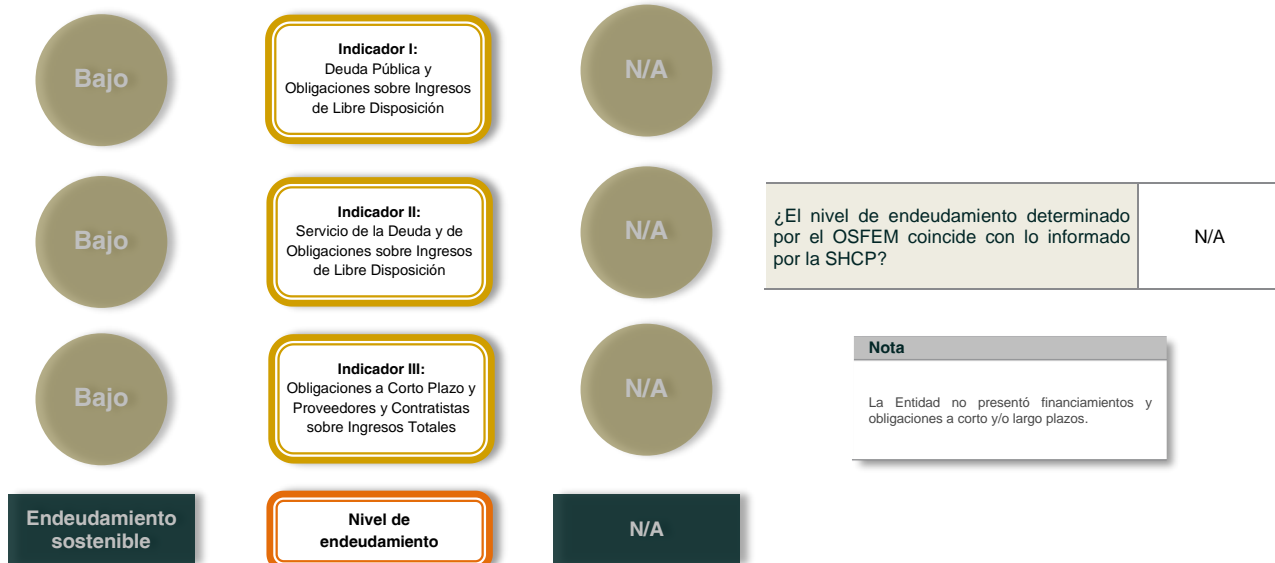 Bajo
Indicador I:
Deuda Pública y
Obligaciones sobre Ingresos
de Libre Disposición
N/A
Bajo
Indicador II:
Servicio de la Deuda y de
Obligaciones sobre Ingresos
de Libre Disposición
N/A
¿El nivel de endeudamiento determinado
por el OSFEM coincide con lo informado
por la SHCP?
N/A
Bajo
Indicador III:
Obligaciones a Corto Plazo y
Proveedores y Contratistas
sobre Ingresos Totales
N/A
Nota
La Entidad no presentó financiamientos y
obligaciones a corto y/o largo plazos.
Endeudamiento
sostenible
Nivel de
endeudamiento
N/A